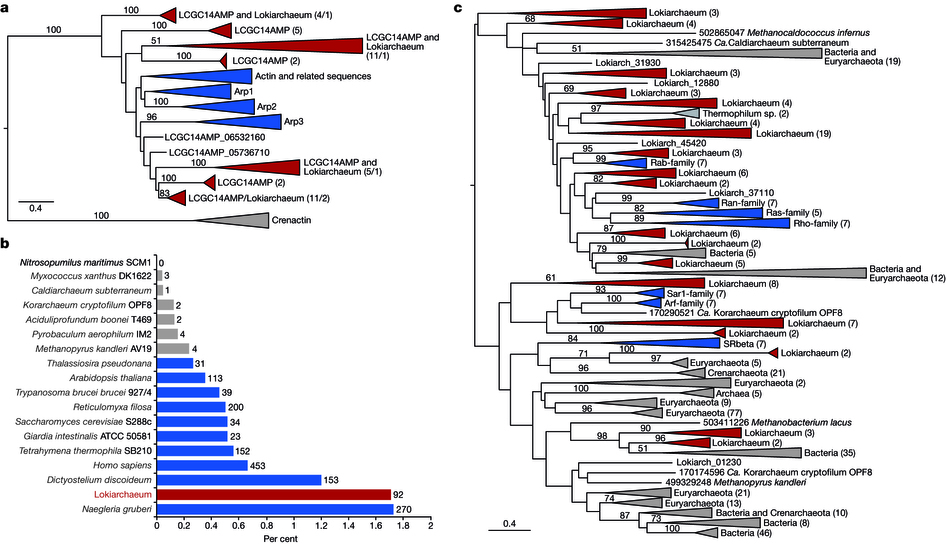 a
100
LCGC14AMP and Lokiarchaeum (4/1)
100
100
LCGC14AMP (5)
51
LCGC14AMP and
Lokiarchaeum
(11/1)
100
LCGC14AMP (2)
Actin and related sequences
Arp1
100
Arp2
96
Arp3
LCGC14AMP_06532160
LCGC14AMP_05736710
100
LCGC14AMP and
Lokiarchaeum (5/1)
100
LCGC14AMP (2)
83
LCGC14AMP/Lokiarchaeum (11/2)
0.4
100
Crenactin
b
Nitrosopumilus maritimus SCM1 0
Myxococcus xanthus DK1622 3
Caldiarchaeum subterraneum 1
Korarchaeum cryptofilum OPF8 2
Aciduliprofundum boonei T469 2
Pyrobaculum aerophilum IM2 4
Methanopyrus kandleri AV19 4
Thalassiosira pseudonana 31
Arabidopsis thaliana 113
Trypanosoma brucei brucei 927/4 39
Reticulomyxa filosa 200
Saccharomyces cerevisiae S288c 34
Giardia intestinalis ATCC 50581 23
Tetrahymena thermophila SB210 152
Homo sapiens 453
Dictyostelium discoideum 153
Lokiarchaeum 92
Naegleria gruberi 270
0 0.2 0.4 0.6 0.8 1 1.2 1.4 1.6 1.8 2
Per cent
c
Lokiarchaeum (3)
68
Lokiarchaeum (4)
502865047 Methanocaldococcus infernus
315425475 Ca.Caldiarchaeum subterraneum
51
Bacteria and
Euryarchaeota (19)
Lokiarch_31930
Lokiarchaeum (3)
Lokiarch_12880
69
Lokiarchaeum (3)
Lokiarchaeum (4)
97
Thermophilum sp. (2)
Lokiarchaeum (4)
Lokiarchaeum (19)
Lokiarch_45420
95
Lokiarchaeum (3)
99
Rab-family (7)
Lokiarchaeum (6)
82
Lokiarchaeum (2)
Lokiarch_37110
99
Ran-family (7)
82
Ras-family (5)
89
Rho-family (7)
87
Lokiarchaeum (6)
100
Lokiarchaeum (2)
79
Bacteria (5)
99
Lokiarchaeum (5)
Bacteria and
Euryarchaeota (12)
61
Lokiarchaeum (8)
93
Sar1-family (7)
100
Arf-family (7)
170290521 Ca. Korarchaeum cryptofilum OPF8
Lokiarchaeum (7)
100
Lokiarchaeum (2)
84
SRbeta (7)
100
Lokiarchaeum (2)
71
97
Euryarchaeota (5)
96
Crenarchaeota (21)
Euryarchaeota (2)
100
Archaea (5)
Euryarchaeota (9)
96
Euryarchaeota (77)
503411226 Methanobacterium lacus
90
Lokiarchaeum (3)
98
96
Lokiarchaeum (2)
51
Bacteria (35)
Lokiarch_01230
170174596 Ca. Korarchaeum cryptofilum OPF8
499329248 Methanopyrus kandleri
Euryarchaeota (21)
74
Euryarchaeota (13)
87
Bacteria and Crenarchaeota (10)
73
Bacteria (8)
100
Bacteria (46)
0.4